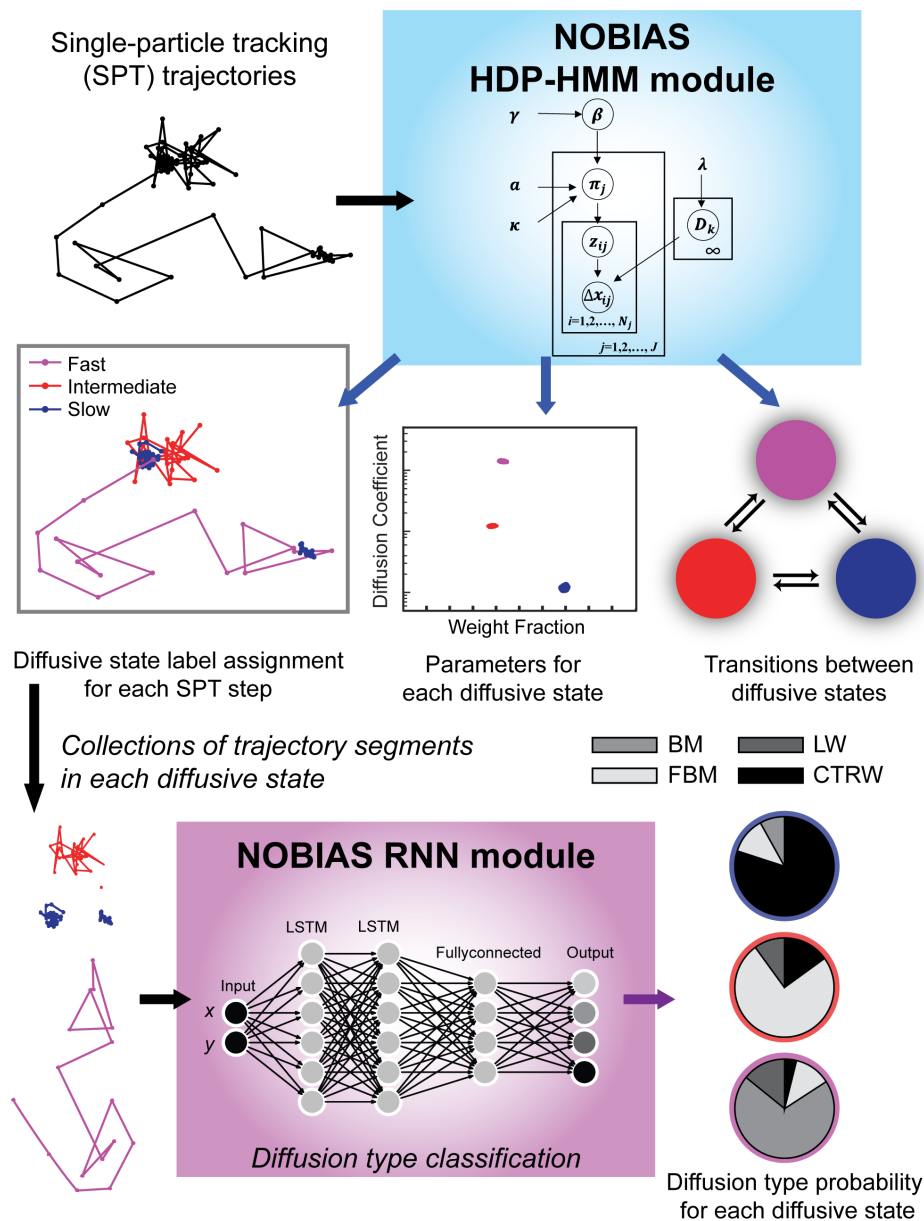 Single-particle tracking
(SPT) trajectories
NOBIAS
HDP-HMM module
γ
β
a
π_j
κ
λ
z_ij
D_k
∞
Δx_ij
i=1,2,…, N_j
j=1,2,…, J
Fast
Intermediate
Slow
Diffusion Coefficient
Weight Fraction
Diffusive state label assignment
for each SPT step
Parameters for
each diffusive state
Transitions between
diffusive states
Collections of trajectory segments
in each diffusive state
BM
LW
FBM
CTRW
NOBIAS RNN module
LSTM
LSTM
Fullyconnected
Output
Input
x
y
Diffusion type classification
Diffusion type probability
for each diffusive state